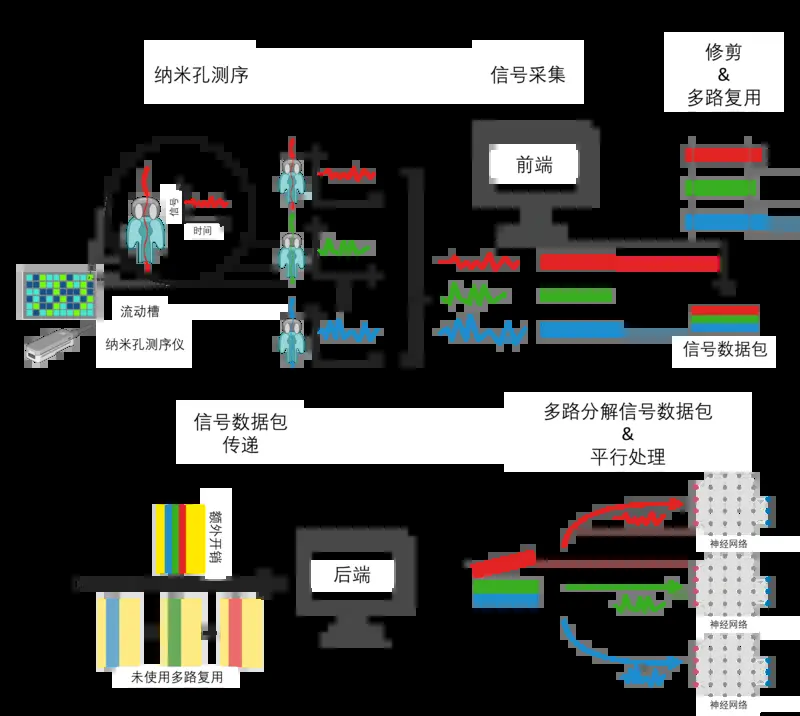 纳米孔测序
信号采集
修剪
&
多路复用
前端
信号
时间
流动槽
纳米孔测序仪
信号数据包
信号数据包
传递
多路分解信号数据包
&
平行处理
额外开销
后端
神经网络
神经网络
神经网络
未使用多路复用